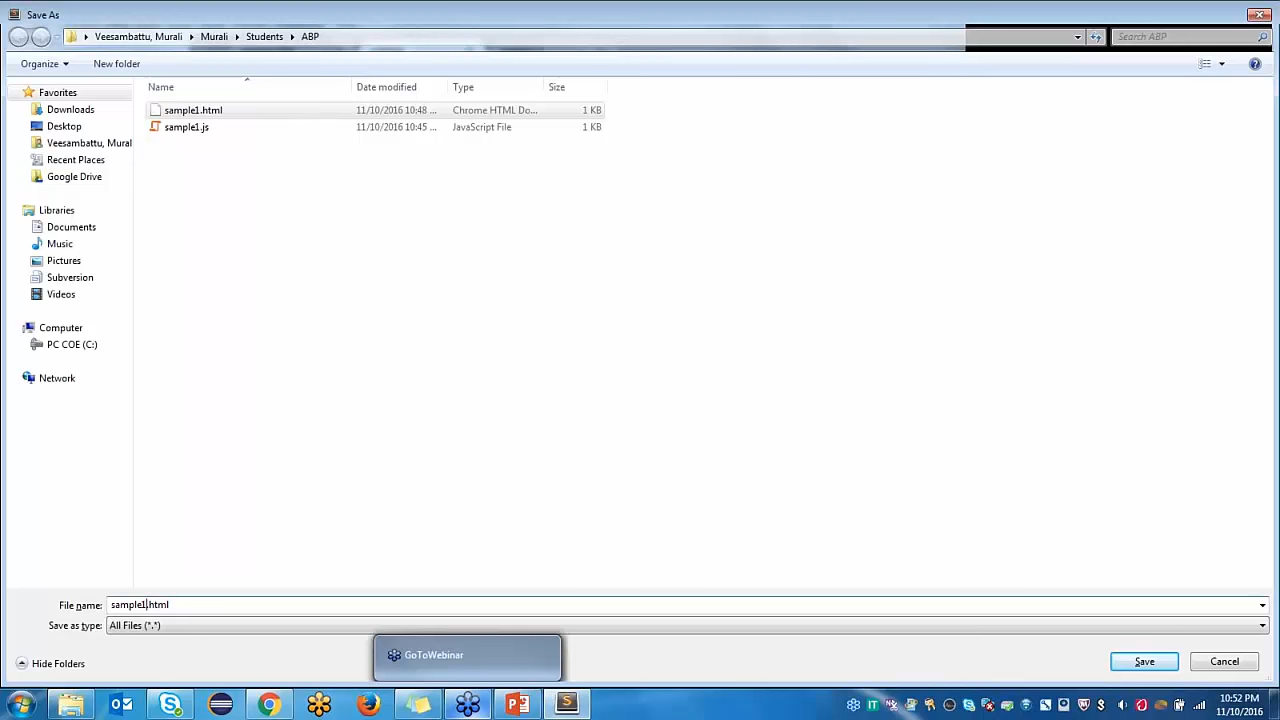 Save As
Veesambattu, Murali Murali Students ABP Search ABP
Organize New folder
Name Date modified Type Size
Favorites
Downloads
Desktop
Veesambattu, Mural
Recent Places
Google Drive
sample1.html 11/10/2016 10:48 ... Chrome HTML Do... 1 KB
sample1.js 11/10/2016 10:45 ... JavaScript File 1 KB
Libraries
Documents
Music
Pictures
Subversion
Videos
Computer
PC COE (C:)
Network
File name: sample1.html
Save as type: All Files (*.*)
GoToWebinar
Hide Folders Save Cancel
10:52 PM
11/10/2016